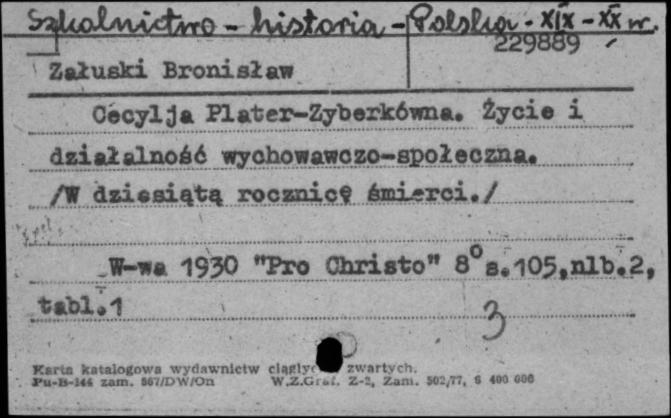 Szkolnictwo - historia - Polska - XIX - XX w.
229889
Załuski Bronisław
Cecylja Plater-Zyberkówna. Życie i
działalność wychowawczo-społeczna.
/W dziesiątą rocznicę śmierci./
W-wa 1930 "Pro Christo" 8° s.105,nlb.2,
tabl.1
3
Karta katalogowa wydawnictw zwartych.
Pu-B-144 zam. 567/DW/On W.Z.Graf. Z-2, Zam. 502/77, 6 400 000